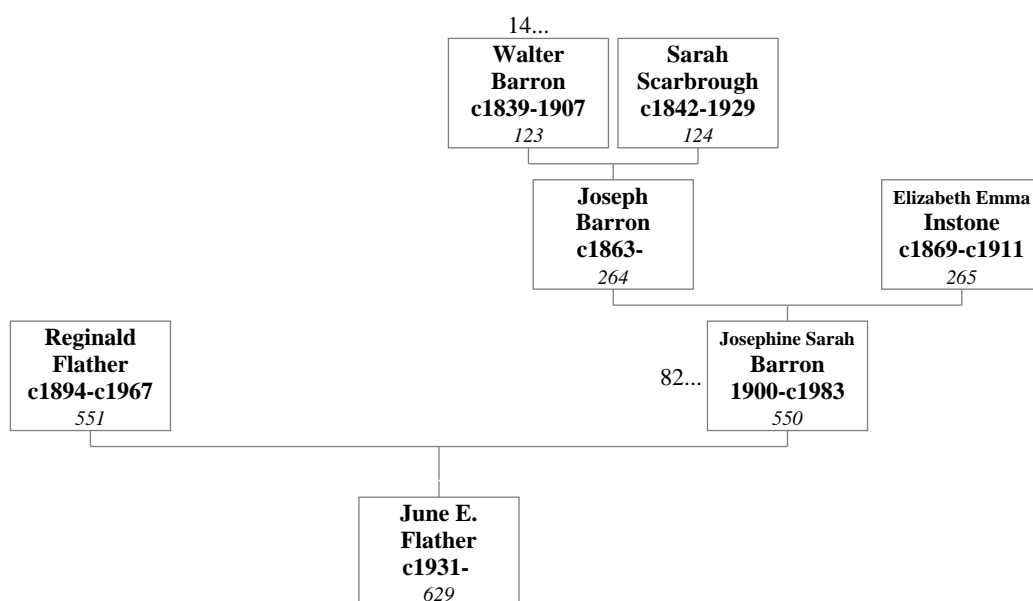 14...
Walter
Barron
c1839-1907
123
Sarah
Scarbrough
c1842-1929
124
Joseph
Barron
c1863-
264
Elizabeth Emma
Instone
c1869-c1911
265
Reginald
Flather
c1894-c1967
551
82...
Josephine Sarah
Barron
1900-c1983
550
June E.
Flather
c1931-
629